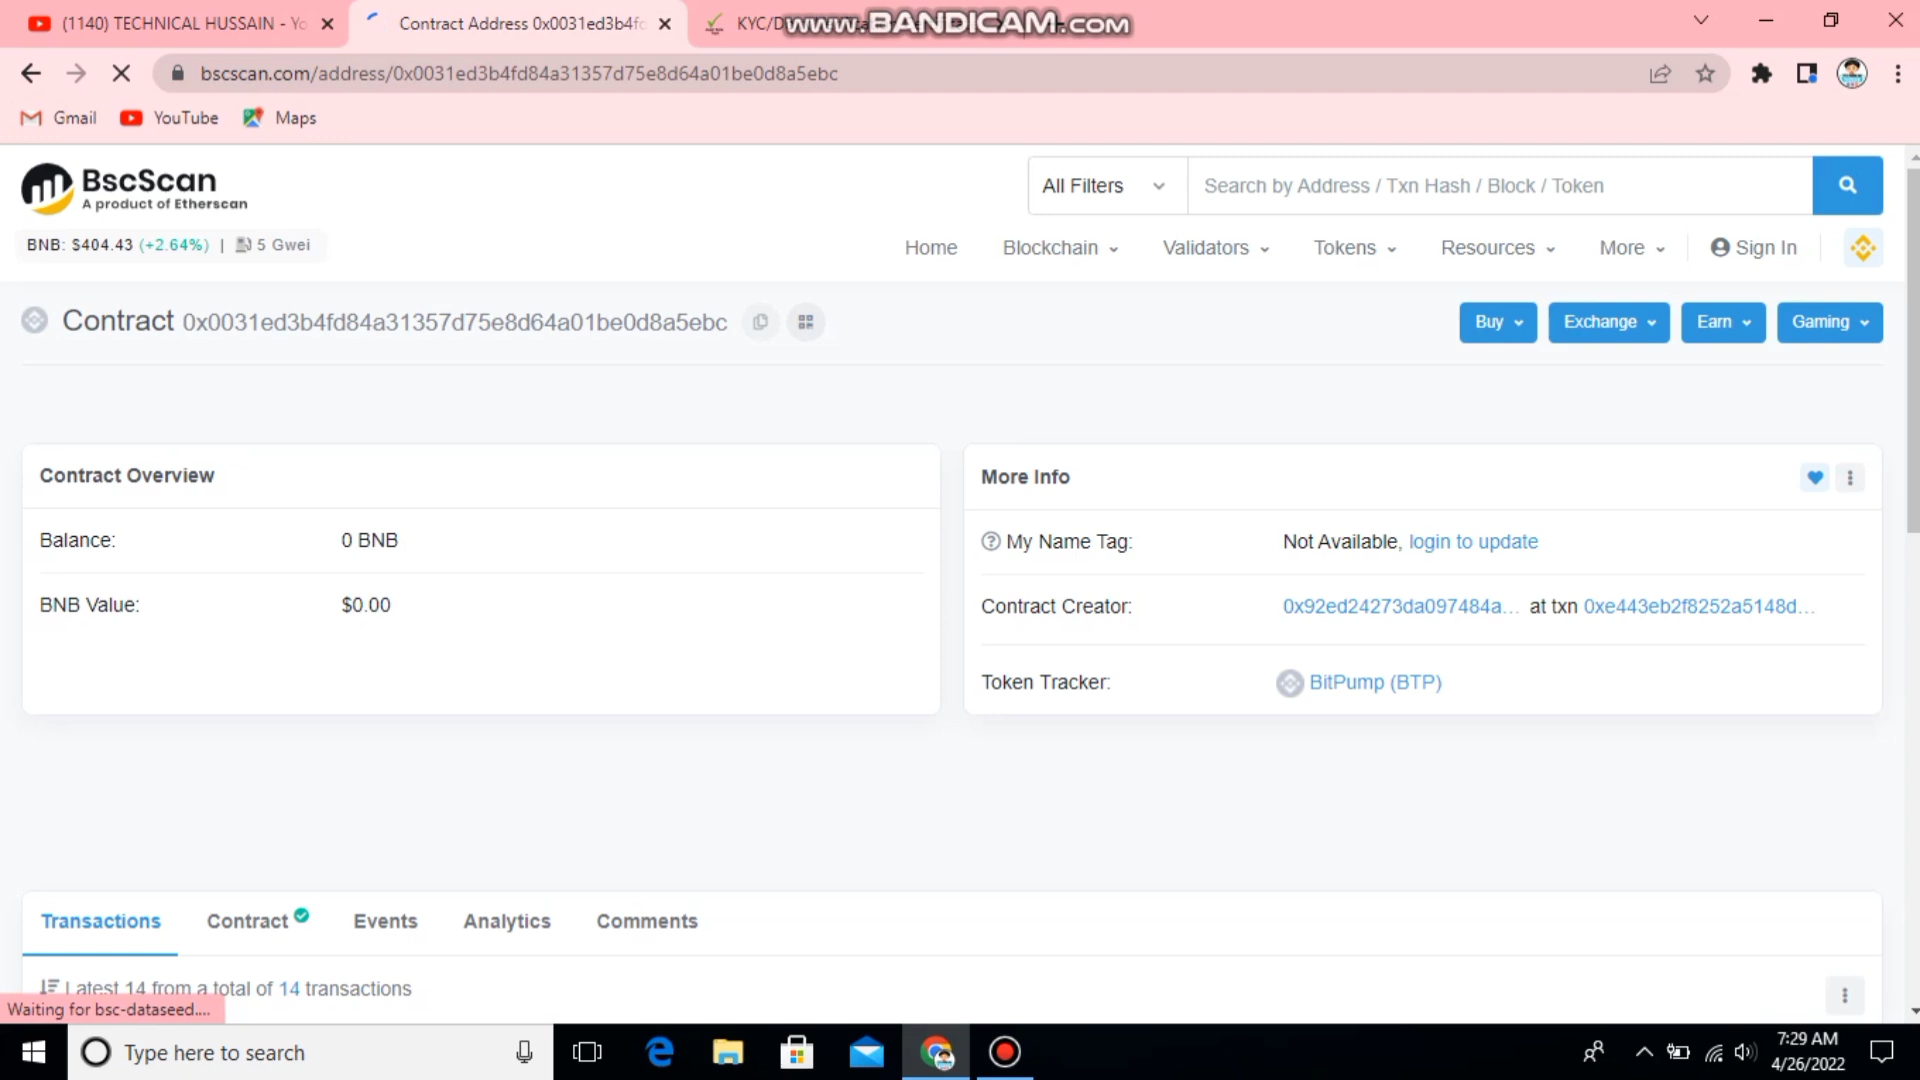 (1140) TECHNICAL HUSSAIN - Yo
Contract Address 0x0031ed3b4fc
KYC/D
www.BANDICAM.com
bscscan.com/address/0x0031ed3b4fd84a31357d75e8d64a01be0d8a5ebc
Gmail
YouTube
Maps
BscScan
A product of Etherscan
All Filters
Search by Address / Txn Hash / Block / Token
BNB: $404.43 (+2.64%) | 5 Gwei
Home
Blockchain
Validators
Tokens
Resources
More
Sign In
Contract 0x0031ed3b4fd84a31357d75e8d64a01be0d8a5ebc
Buy
Exchange
Earn
Gaming
Contract Overview
Balance: 0 BNB
BNB Value: $0.00
More Info
My Name Tag: Not Available, login to update
Contract Creator: 0x92ed24273da097484a... at txn 0xe443eb2f8252a5148d...
Token Tracker: BitPump (BTP)
Transactions
Contract
Events
Analytics
Comments
Latest 14 from a total of 14 transactions
Waiting for bsc-dataseed....
Type here to search
7:29 AM
4/26/2022